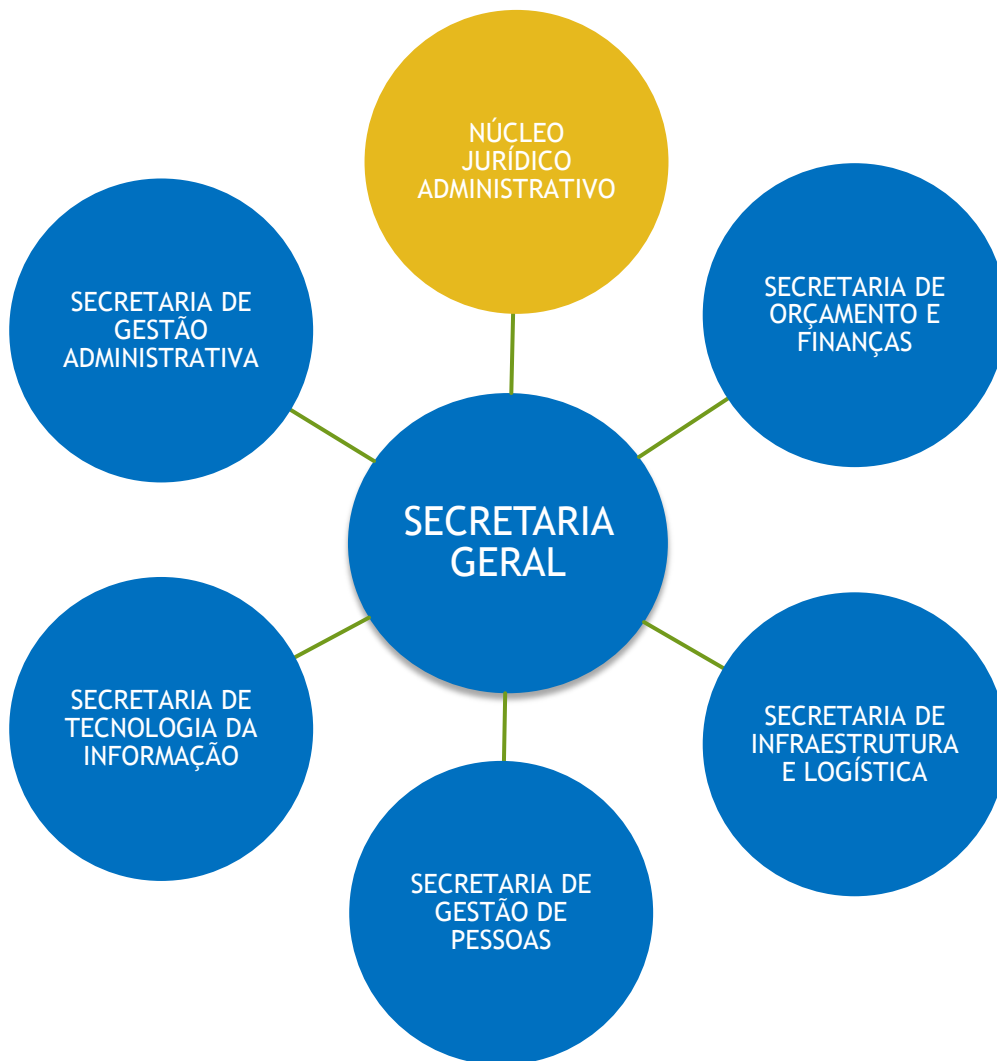 NÚCLEO
JURÍDICO
ADMINISTRATIVO
SECRETARIA DE
GESTÃO
ADMINISTRATIVA
SECRETARIA DE
ORÇAMENTO E
FINANÇAS
SECRETARIA
GERAL
SECRETARIA DE
TECNOLOGIA DA
INFORMAÇÃO
SECRETARIA DE
INFRAESTRUTURA
E LOGÍSTICA
SECRETARIA DE
GESTÃO DE
PESSOAS